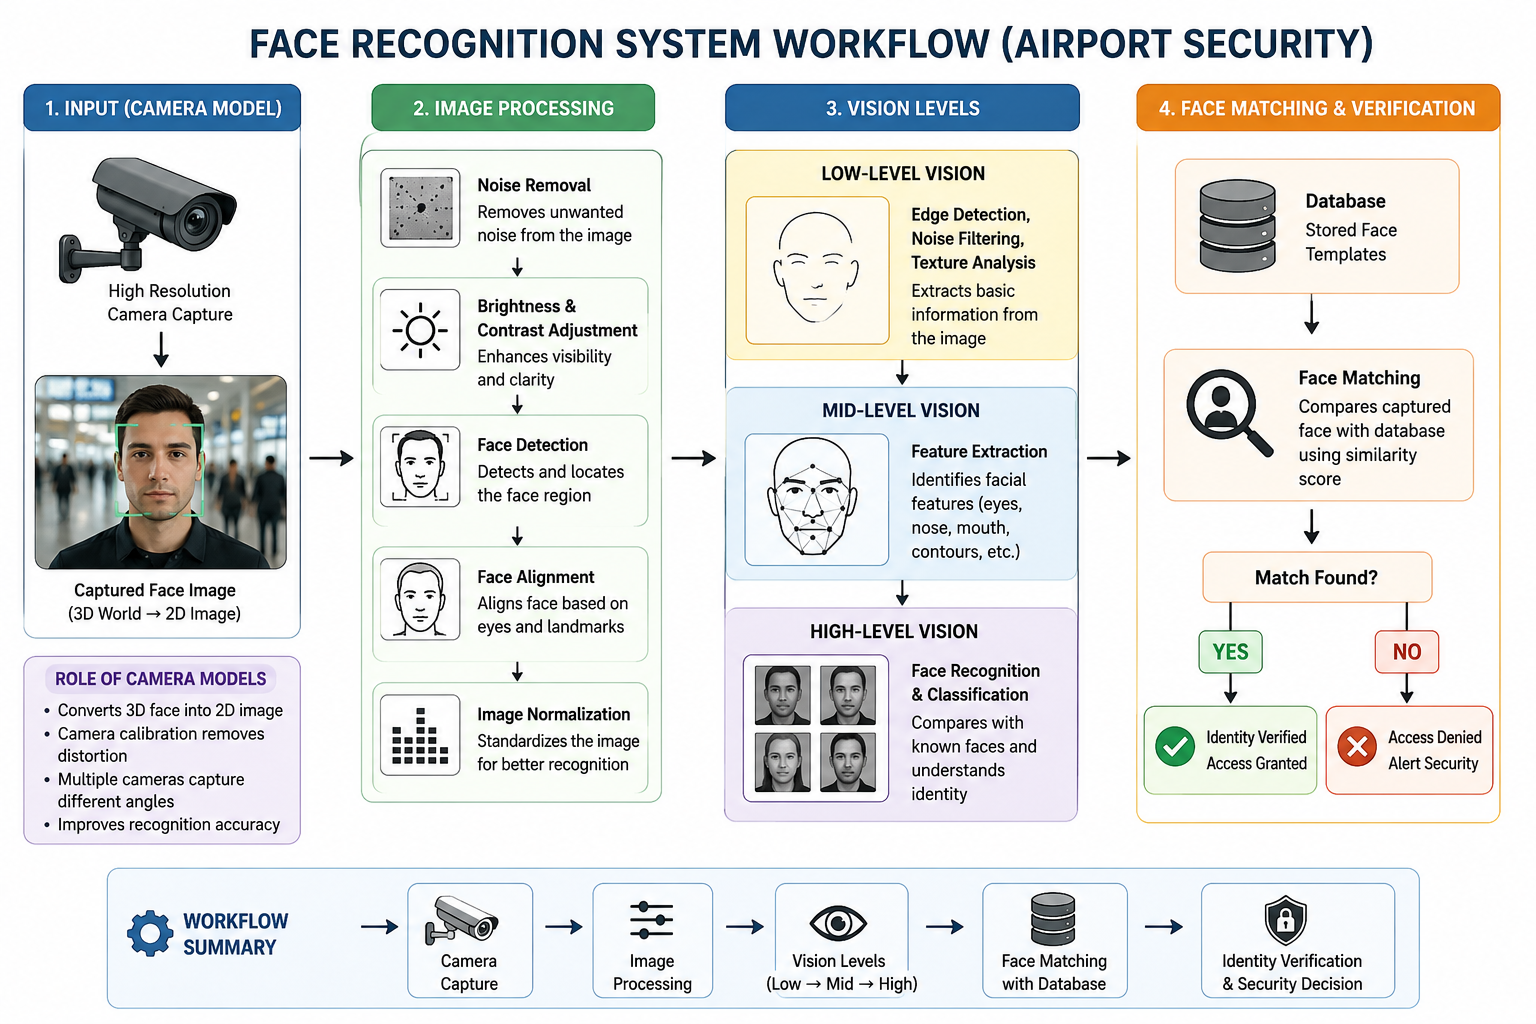 FACE RECOGNITION SYSTEM WORKFLOW (AIRPORT SECURITY)
1. INPUT (CAMERA MODEL)
High Resolution
Camera Capture
Captured Face Image
(3D World → 2D Image)
ROLE OF CAMERA MODELS
• Converts 3D face into 2D image
• Camera calibration removes
distortion
• Multiple cameras capture
different angles
• Improves recognition accuracy
2. IMAGE PROCESSING
Noise Removal
Removes unwanted
noise from the image
Brightness &
Contrast Adjustment
Enhances visibility
and clarity
Face Detection
Detects and locates
the face region
Face Alignment
Aligns face based on
eyes and landmarks
Image Normalization
Standardizes the image
for better recognition
3. VISION LEVELS
LOW-LEVEL VISION
Edge Detection,
Noise Filtering,
Texture Analysis
Extracts basic
information from
the image
MID-LEVEL VISION
Feature Extraction
Identifies facial
features (eyes,
nose, mouth,
contours, etc.)
HIGH-LEVEL VISION
Face Recognition
& Classification
Compares with
known faces and
understands
identity
4. FACE MATCHING & VERIFICATION
Database
Stored Face
Templates
Face Matching
Compares captured
face with database
using similarity
score
Match Found?
YES
NO
Identity Verified
Access Granted
Access Denied
Alert Security
WORKFLOW
SUMMARY
Camera
Capture
Image
Processing
Vision Levels
(Low → Mid → High)
Face Matching
with Database
Identity Verification
& Security Decision